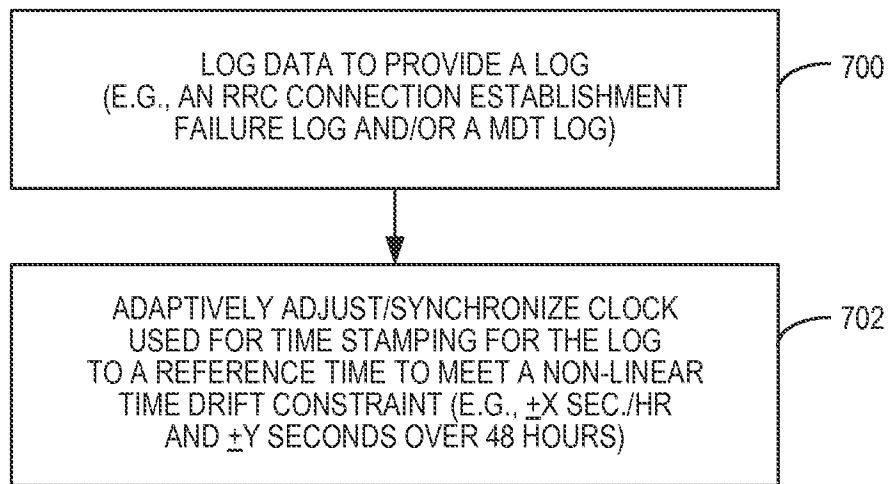 LOG DATA TO PROVIDE A LOG
(E.G., AN RRC CONNECTION ESTABLISHMENT
FAILURE LOG AND/OR A MDT LOG)
700
ADAPTIVELY ADJUST/SYNCHRONIZE CLOCK
USED FOR TIME STAMPING FOR THE LOG
TO A REFERENCE TIME TO MEET A NON-LINEAR
TIME DRIFT CONSTRAINT (E.G., ±X SEC./HR
AND ±Y SECONDS OVER 48 HOURS)
702